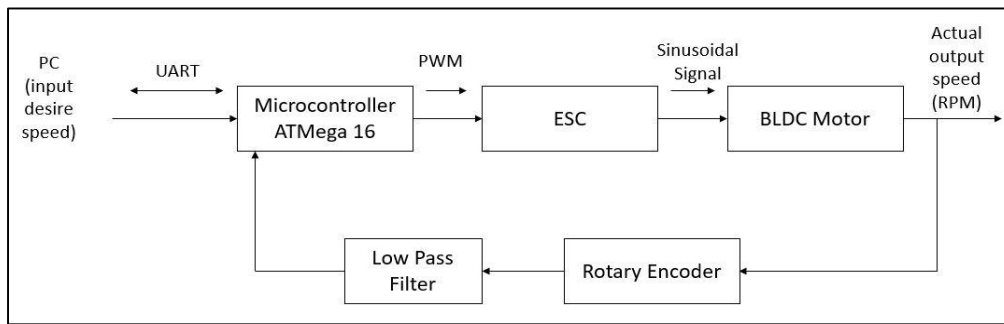 PC
(input
desire
speed)
UART
Microcontroller
ATMega 16
PWM
ESC
Sinusoidal
Signal
BLDC Motor
Actual
output
speed
(RPM)
Low Pass
Filter
Rotary Encoder